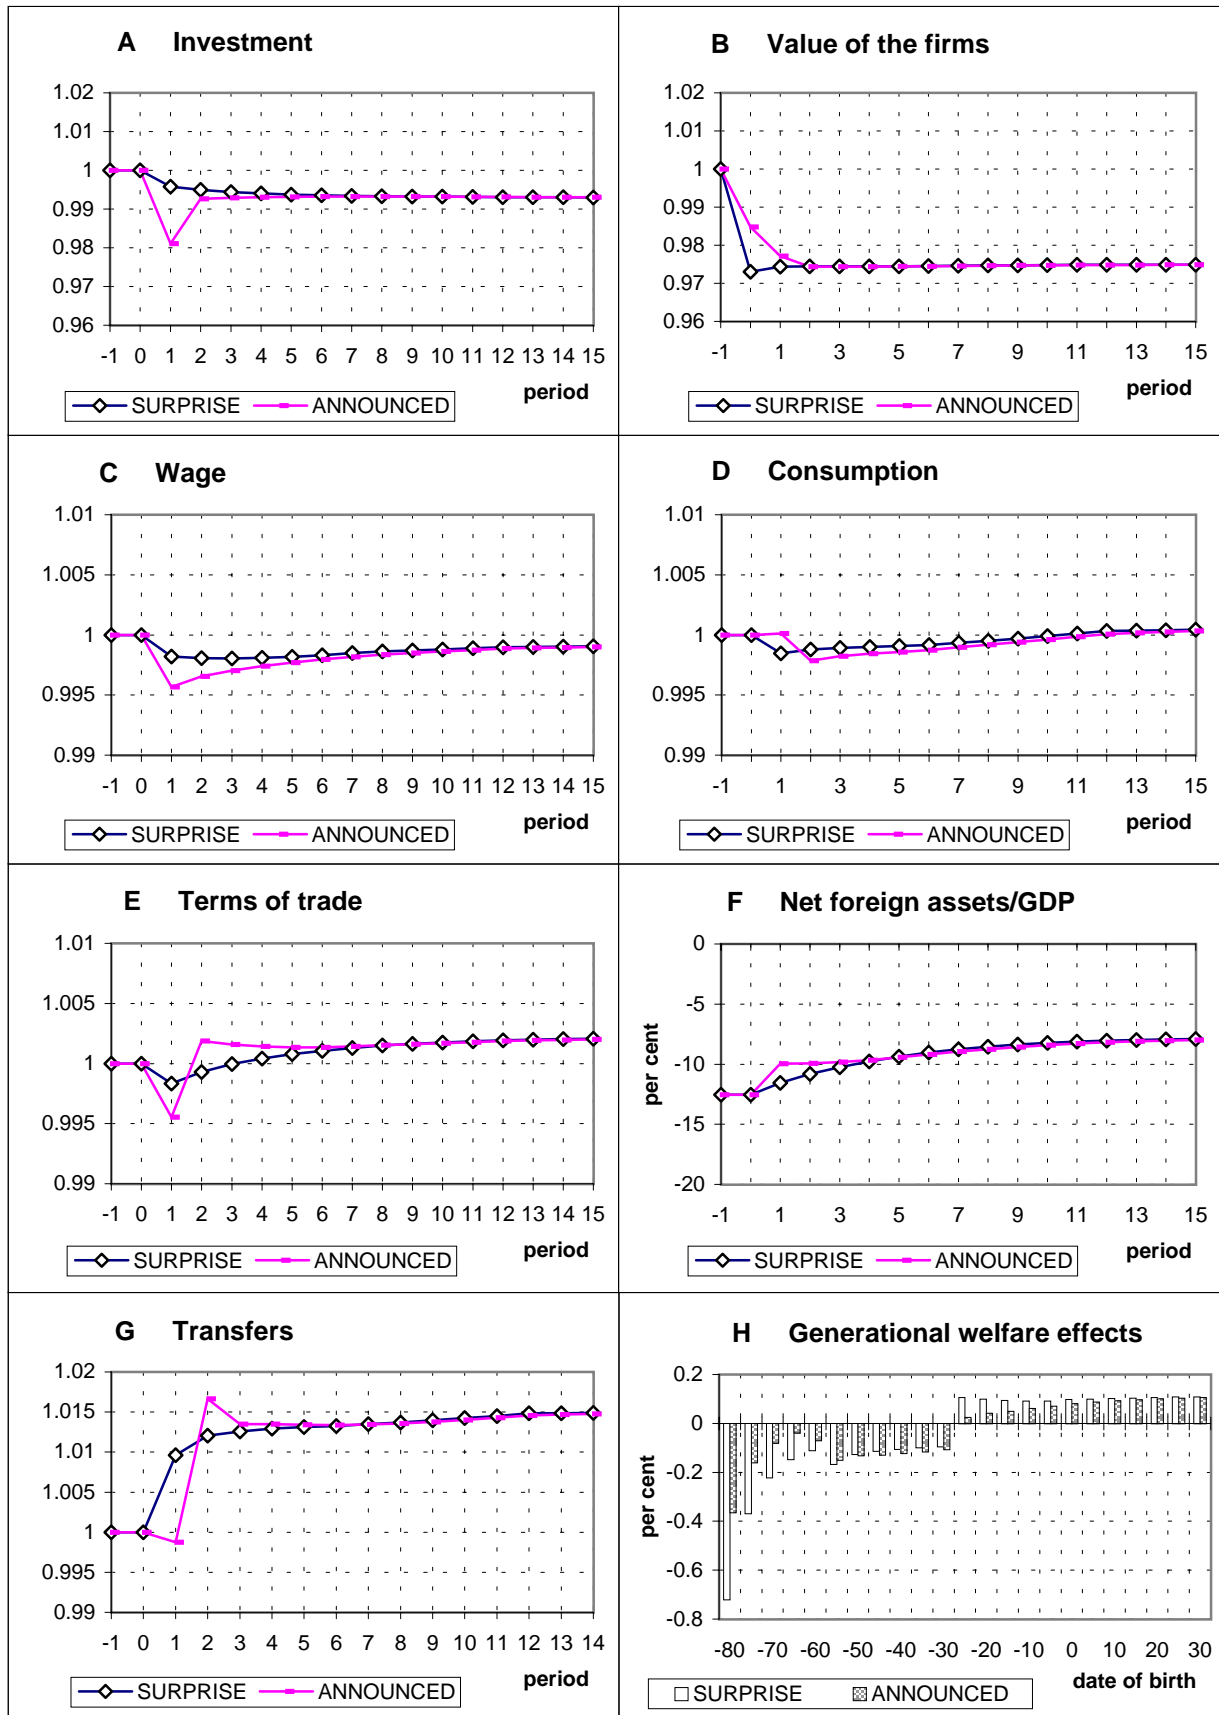 A Investment
1.02
1.01
1
0.99
0.98
0.97
0.96
-1 0 1 2 3 4 5 6 7 8 9 10 11 12 13 14 15
period
SURPRISE ANNOUNCED
B Value of the firms
1.02
1.01
1
0.99
0.98
0.97
0.96
-1 1 3 5 7 9 11 13 15
period
SURPRISE ANNOUNCED
C Wage
1.01
1.005
1
0.995
0.99
-1 0 1 2 3 4 5 6 7 8 9 10 11 12 13 14 15
period
SURPRISE ANNOUNCED
D Consumption
1.01
1.005
1
0.995
0.99
-1 1 3 5 7 9 11 13 15
period
SURPRISE ANNOUNCED
E Terms of trade
1.01
1.005
1
0.995
0.99
-1 0 1 2 3 4 5 6 7 8 9 10 11 12 13 14 15
period
SURPRISE ANNOUNCED
F Net foreign assets/GDP
per cent
0
-5
-10
-15
-20
-1 1 3 5 7 9 11 13 15
period
SURPRISE ANNOUNCED
G Transfers
1.02
1.015
1.01
1.005
1
0.995
0.99
-1 0 1 2 3 4 5 6 7 8 9 10 11 12 13 14
period
SURPRISE ANNOUNCED
H Generational welfare effects
per cent
0.2
0
-0.2
-0.4
-0.6
-0.8
-80 -70 -60 -50 -40 -30 -20 -10 0 10 20 30
date of birth
SURPRISE ANNOUNCED